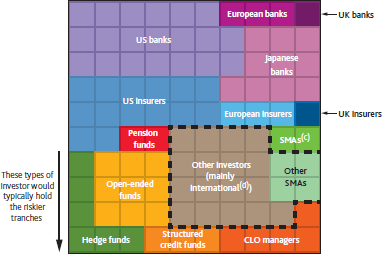 European banks
UK banks
US banks
Japanese
banks
US insurers
European insurers
UK insurers
Pension
funds
SMAs(c)
These types of
investor would
typically hold
the riskier
tranches
Open-ended
funds
Other Investors
(mainly
International(d))
Other
SMAs
Hedge funds
Structured
credit funds
CLO managers